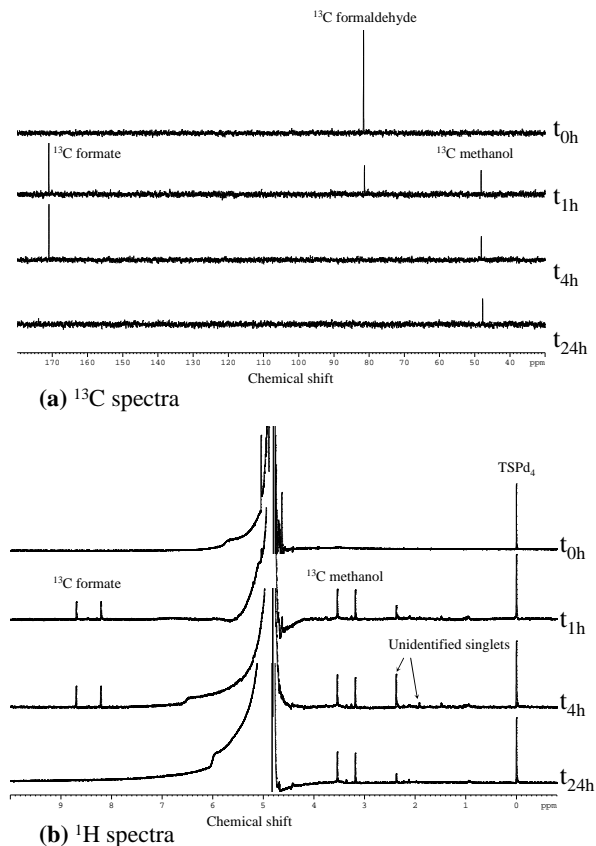 ¹³C formaldehyde
t0h
¹³C formate
¹³C methanol
t1h
t4h
t24h
170 160 150 140 130 120 110 100 90 80 70 60 50 40 ppm
Chemical shift
(a) ¹³C spectra
TSPd₄
t0h
¹³C formate
¹³C methanol
t1h
Unidentified singlets
t4h
t24h
9 8 7 6 5 4 3 2 1 0 ppm
Chemical shift
(b) ¹H spectra